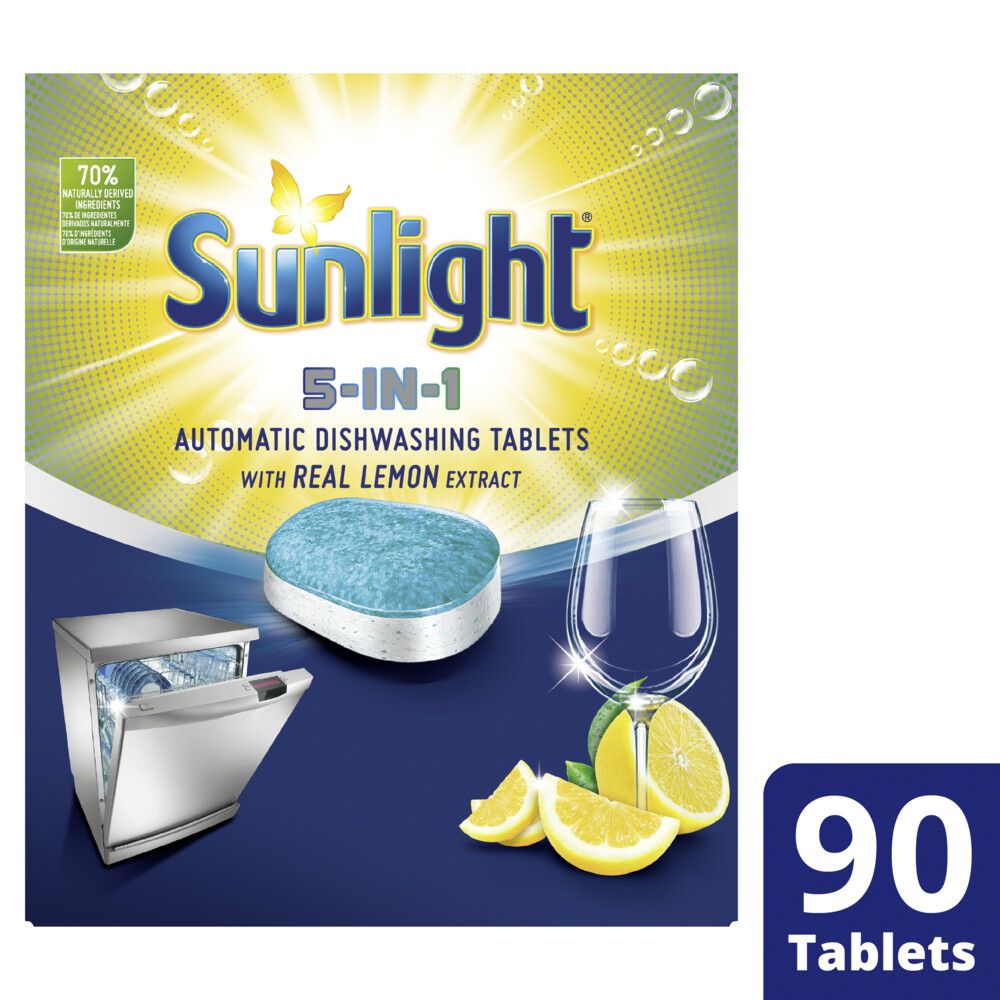 70%
NATURALLY DERIVED
INGREDIENTS
70% DE INGREDIENTES
DERIVADOS NATURALMENTE
70% D'INGRÉDIENTS
D'ORIGINE NATURELLE
Sunlight®
5-IN-1
AUTOMATIC DISHWASHING TABLETS
WITH REAL LEMON EXTRACT
90
Tablets